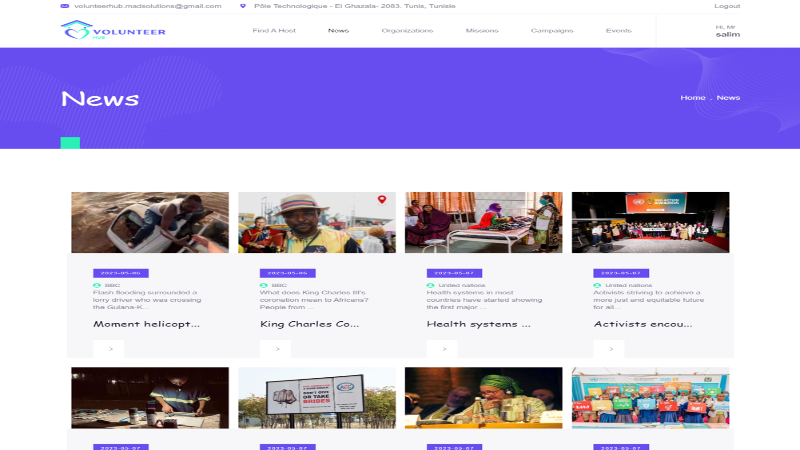 volunteerhub.madsolutions@gmail.com
Pôle Technologique - El Ghazala- 2083. Tunis, Tunisie
Logout
VOLUNTEER
HUB
Find A Host
News
Organizations
Missions
Campaigns
Events
Hi, Mr
salim
News
Home . News
2023-05-06
BBC
Flash flooding surrounded a
lorry driver who was crossing
the Gulana-K...
Moment helicopt...
>
2023-05-05
BBC
What does King Charles III's
coronation mean to Africans?
People from ...
King Charles Co...
>
2023-05-07
United nations
Health systems in most
countries have started showing
the first major ...
Health systems ...
>
2023-05-07
United nations
Activists striving to achieve a
more just and equitable future
for all...
Activists encou...
>
DON'T GIVE
OR TAKE
BRIBES
2023-05-07
2023-05-07
2023-05-07
2023-05-07